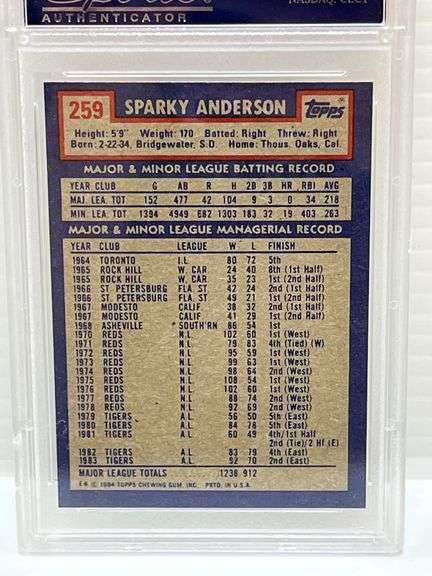 NASDAQ: CLCT
AUTHENTICATOR
259 SPARKY ANDERSON Topps
Height: 5'9" Weight: 170 Batted: Right Threw: Right
Born: 2-22-34, Bridgewater, S.D. Home: Thous. Oaks, Cal.
MAJOR & MINOR LEAGUE BATTING RECORD
YEAR CLUB G AB R H 2B 3B HR RBI AVG
MAJ. LEA. TOT 152 477 42 104 9 3 0 34 .218
MIN. LEA. TOT 1394 4949 682 1303 183 32 19 403 .263
MAJOR & MINOR LEAGUE MANAGERIAL RECORD
YEAR CLUB LEAGUE W L FINISH
1964 TORONTO I.L 80 72 5th
1965 ROCK HILL W. CAR 24 40 8th (1st Half)
1965 ROCK HILL W. CAR 35 23 1st (2nd Half)
1966 ST. PETERSBURG FLA. ST 42 24 2nd (1st Half)
1966 ST. PETERSBURG FLA. ST 49 21 1st (2nd Half)
1967 MODESTO CALIF 38 32 2nd (1st Half)
1967 MODESTO CALIF 41 29 1st (2nd Half)
1968 ASHEVILLE SOUTH'RN 86 54 1st
1970 REDS N.L. 102 60 1st (West)
1971 REDS N.L. 79 83 4th (Tied) (W)
1972 REDS N.L. 95 59 1st (West)
1973 REDS N.L. 99 63 1st (West)
1974 REDS N.L. 98 64 2nd (West)
1975 REDS N.L. 108 54 1st (West)
1976 REDS N.L. 102 60 1st (West)
1977 REDS N.L. 88 74 2nd (West)
1978 REDS N.L. 92 69 2nd (West)
1979 TIGERS A.L. 56 50 5th (East)
1980 TIGERS A.L. 84 78 5th (East)
1981 TIGERS A.L. 60 49 4th/1st Half
2nd (Tie)/2 Hf (E)
1982 TIGERS A.L. 83 79 4th (East)
1983 TIGERS A.L. 92 70 2nd (East)
MAJOR LEAGUE TOTALS 1238 912
© 1984 TOPPS CHEWING GUM, INC. PRTD. IN U.S.A.